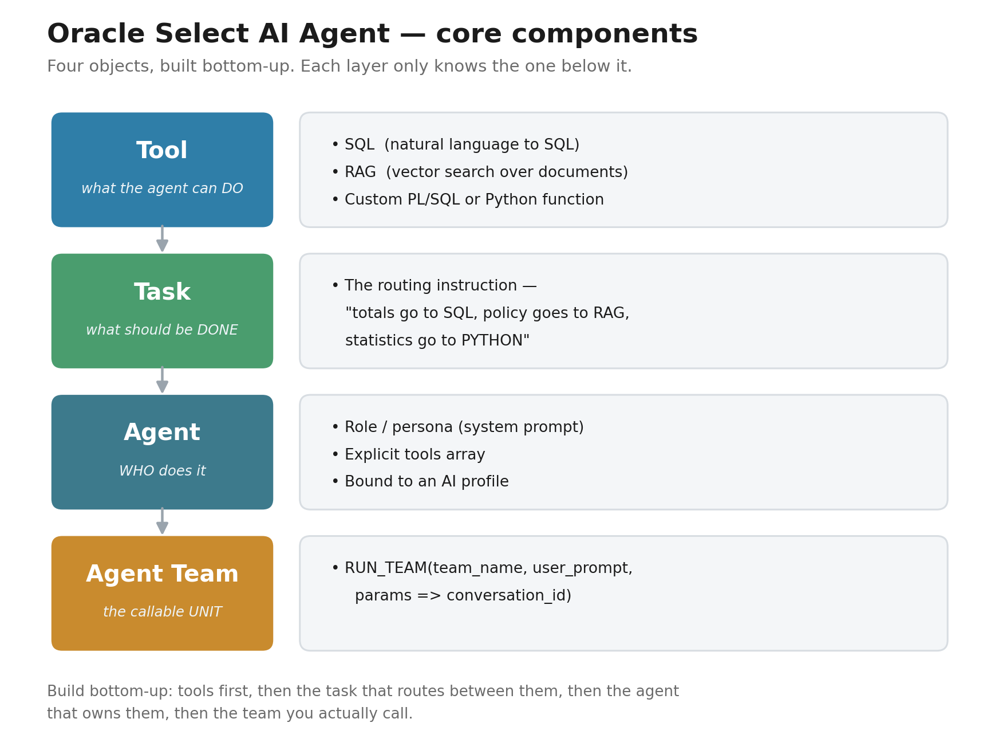 Oracle Select AI Agent — core components
Four objects, built bottom-up. Each layer only knows the one below it.
Tool
what the agent can DO
• SQL  (natural language to SQL)
• RAG  (vector search over documents)
• Custom PL/SQL or Python function
Task
what should be DONE
• The routing instruction —
"totals go to SQL, policy goes to RAG,
statistics go to PYTHON"
Agent
WHO does it
• Role / persona (system prompt)
• Explicit tools array
• Bound to an AI profile
Agent Team
the callable UNIT
• RUN_TEAM(team_name, user_prompt,
params => conversation_id)
Build bottom-up: tools first, then the task that routes between them, then the agent
that owns them, then the team you actually call.